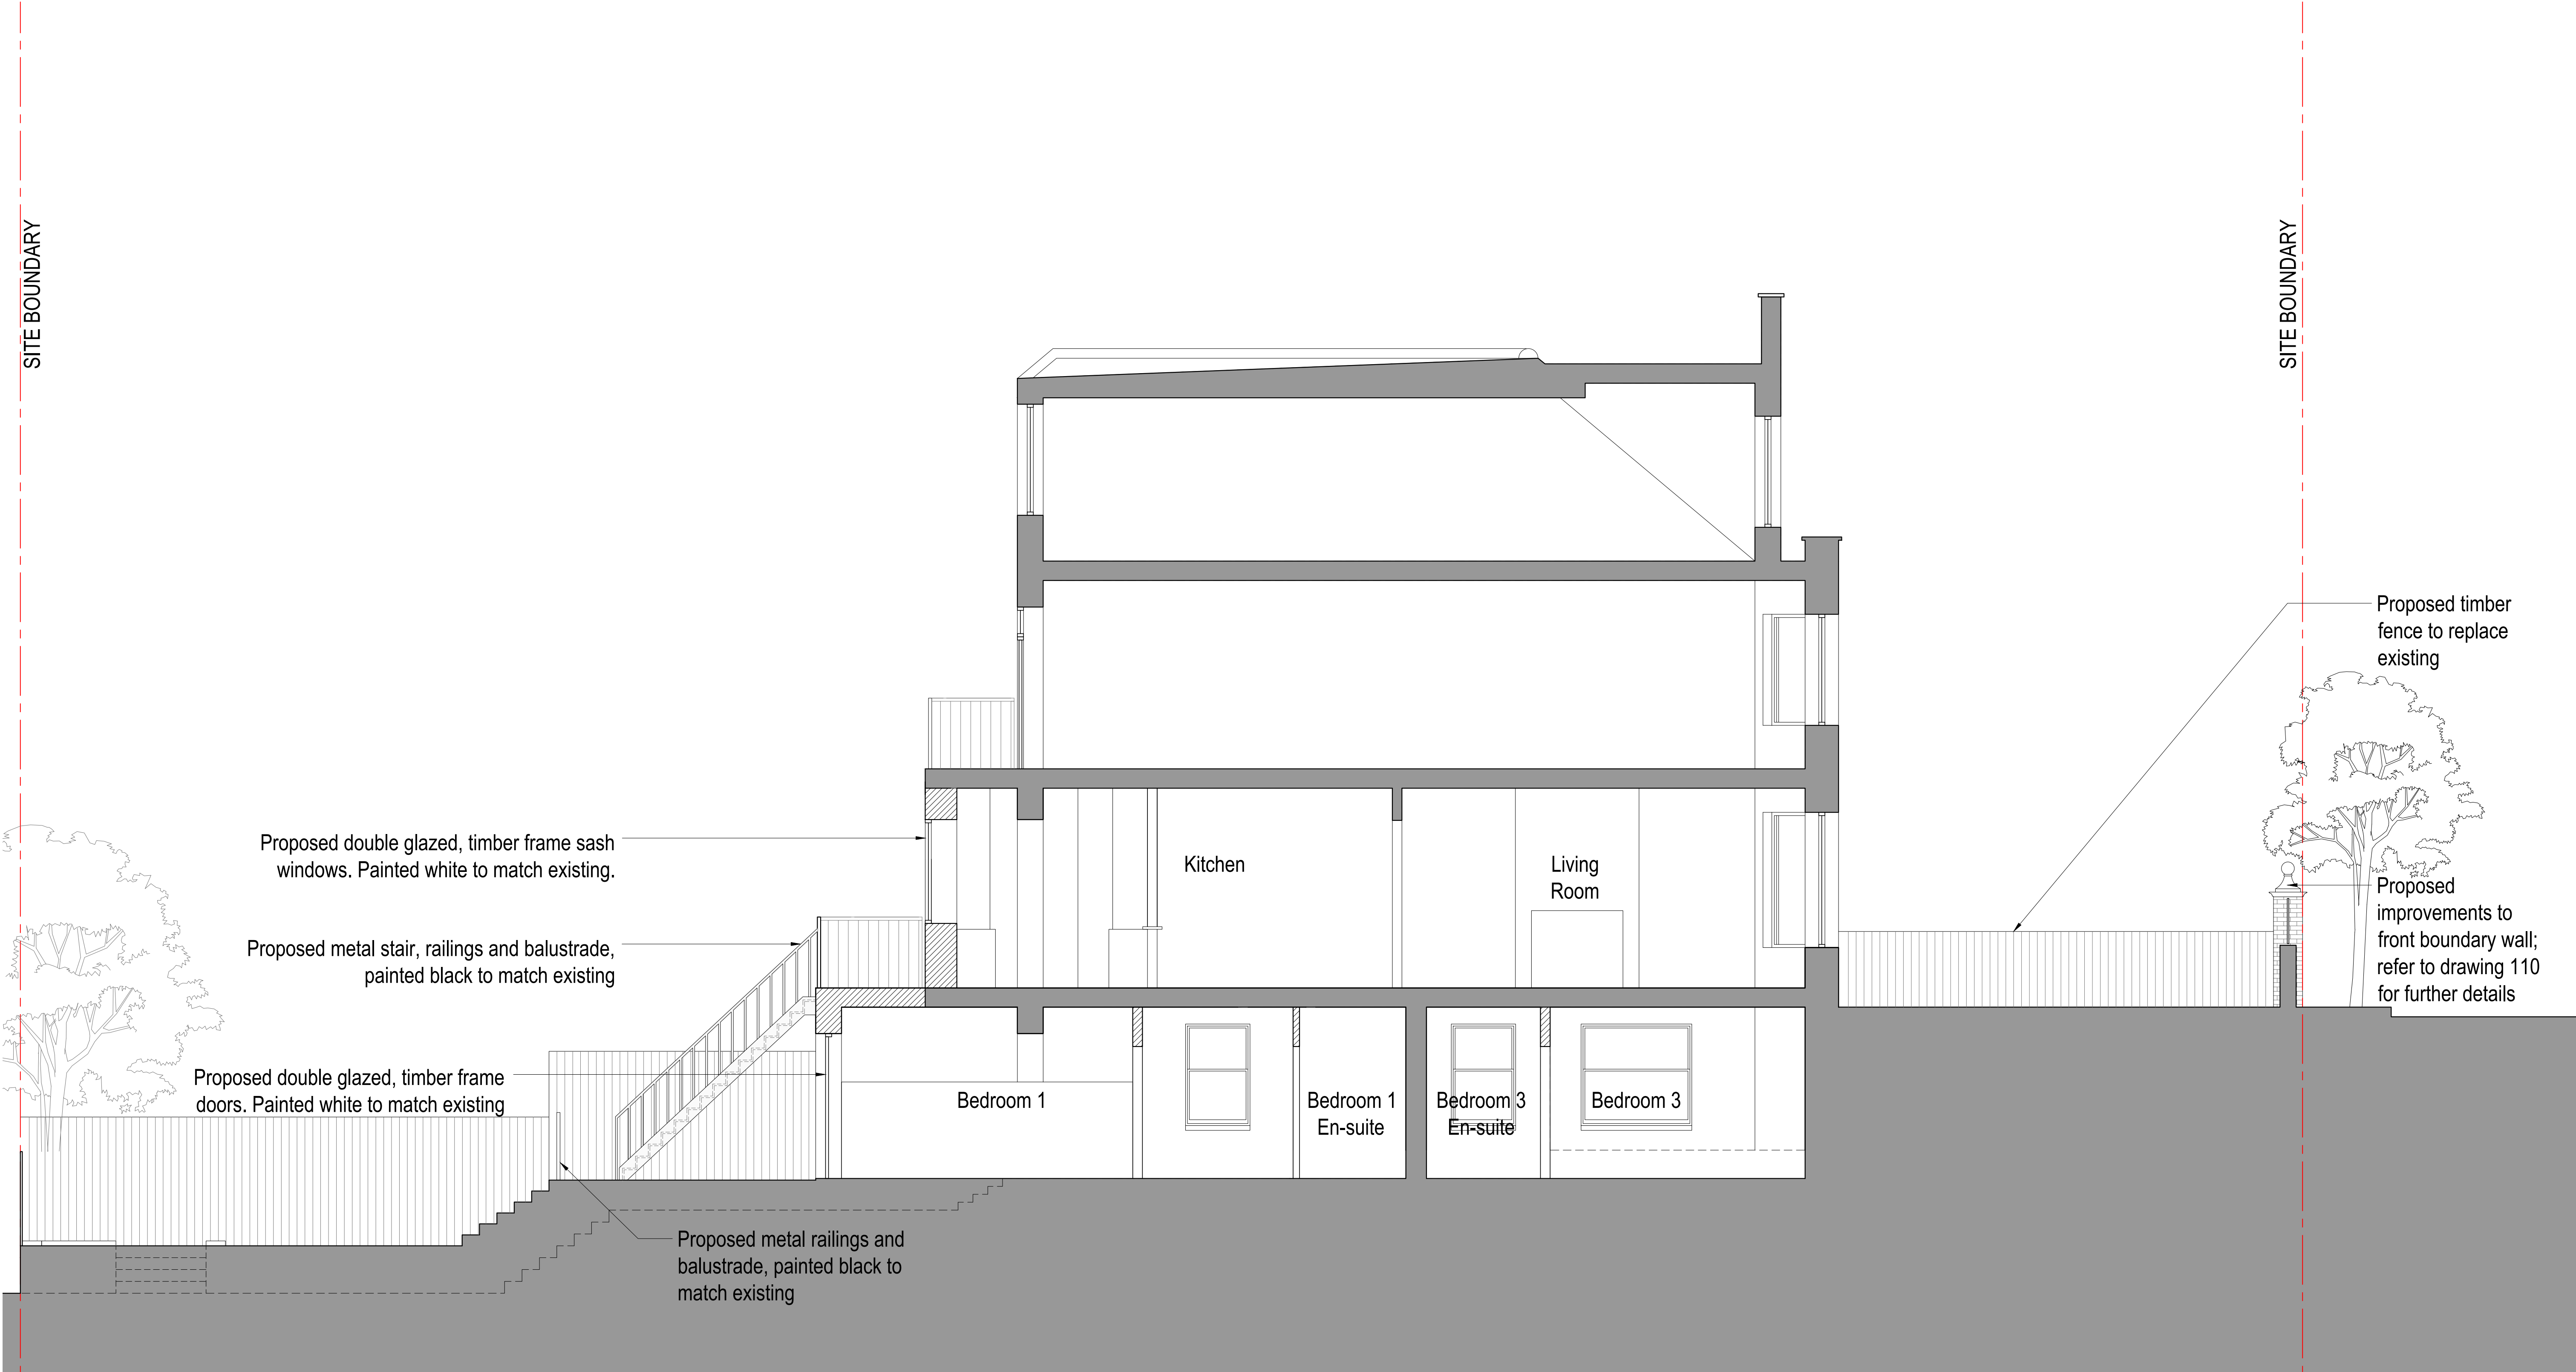 SITE BOUNDARY
SITE BOUNDARY
Proposed timber
fence to replace
existing
Proposed double glazed, timber frame sash
windows. Painted white to match existing.
Kitchen
Living
Room
Proposed
improvements to
front boundary wall;
refer to drawing 110
for further details
Proposed metal stair, railings and balustrade,
painted black to match existing
Proposed double glazed, timber frame
doors. Painted white to match existing
Bedroom 1
Bedroom 1
En-suite
Bedroom 3
En-suite
Bedroom 3
Proposed metal railings and
balustrade, painted black to
match existing